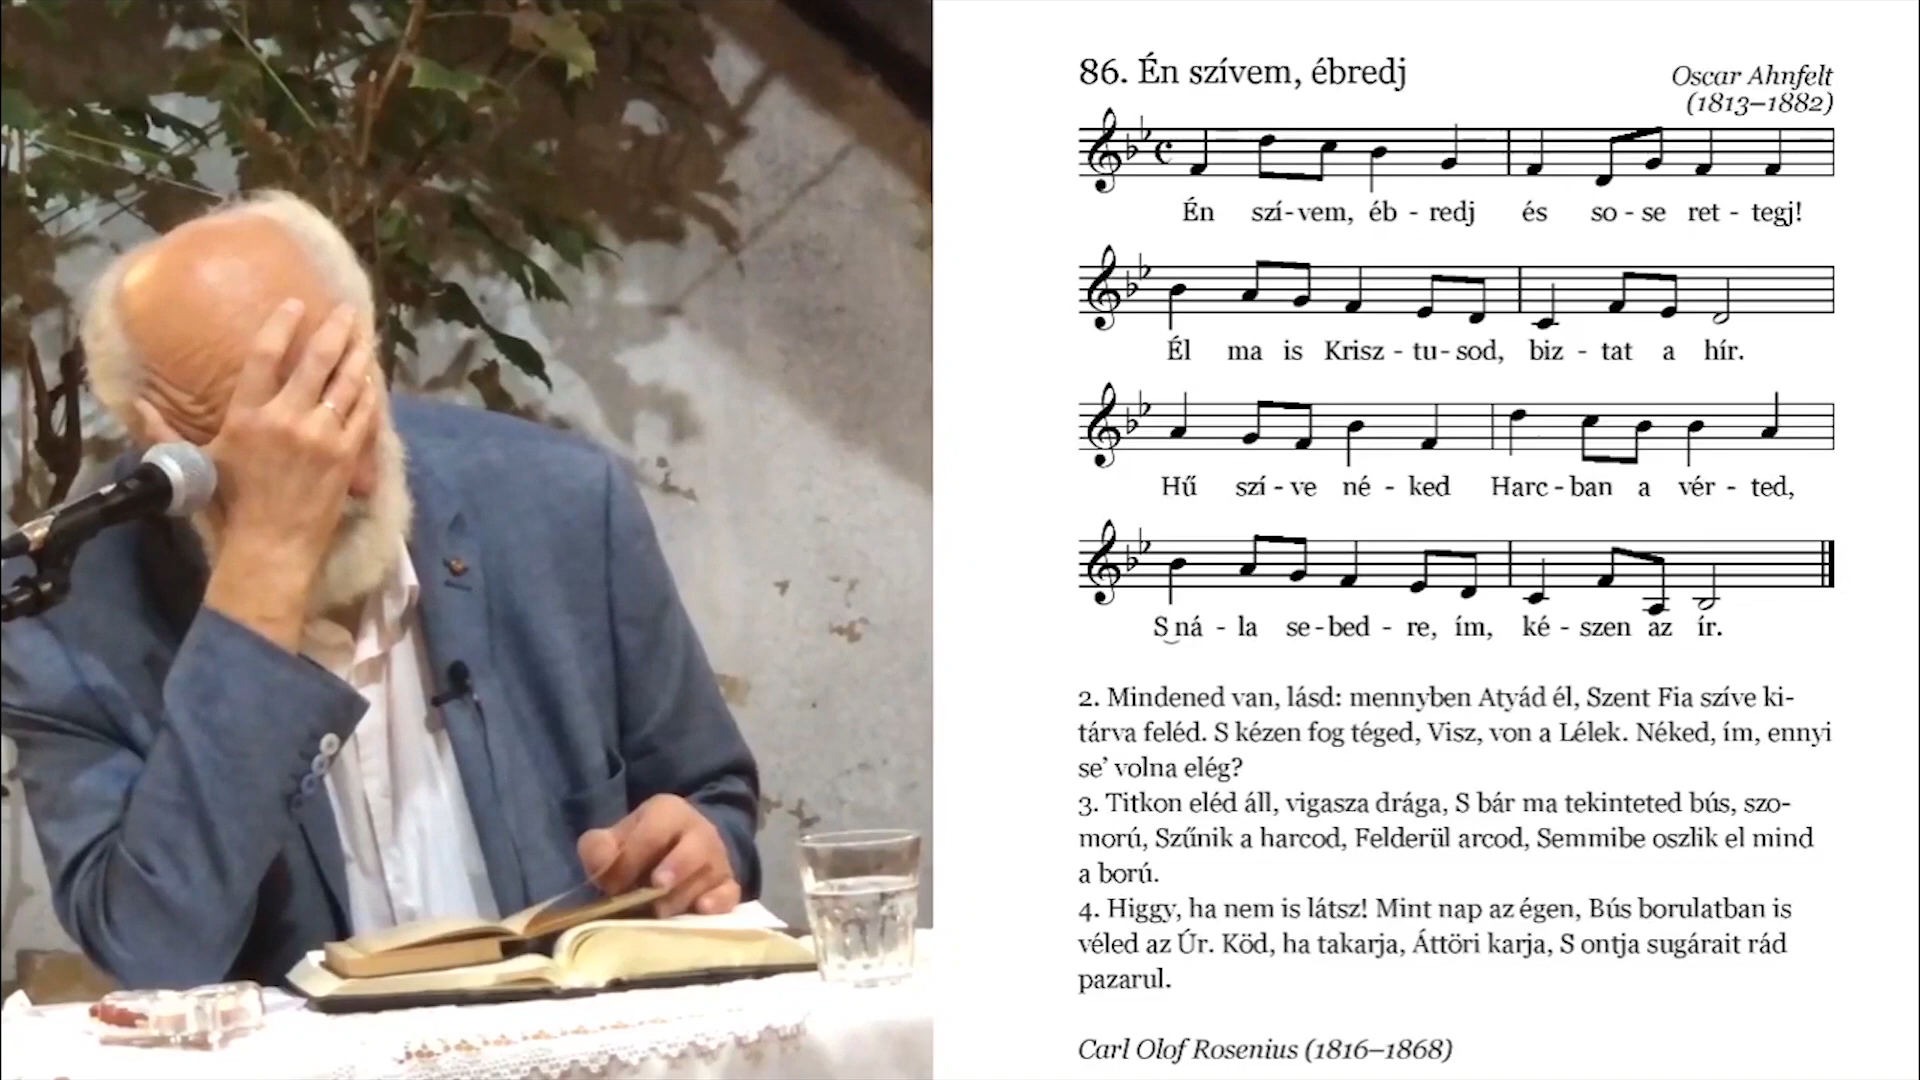 86. Én szívem, ébredj
Oscar Ahnfelt
(1813–1882)
Én szí-vem, éb - redj és so - se ret - tegj!
Él ma is Krisz - tu - sod, biz - tat a hír.
Hű szí - ve né - ked Harc - ban a vér - ted,
S ná - la se - bed - re, ím, ké - szen az ír.
2. Mindened van, lásd: mennyben Atyád él, Szent Fia szíve ki-
tárva feléd. S kézen fog téged, Visz, von a Lélek. Néked, ím, ennyi
se’ volna elég?
3. Titkon eléd áll, vigasza drága, S bár ma tekinteted bús, szo-
morú, Szűnik a harcod, Felderül arcod, Semmibe oszlik el mind
a ború.
4. Higgy, ha nem is látsz! Mint nap az égen, Bús borulatban is
véled az Úr. Köd, ha takarja, Áttöri karja, S ontja sugárait rád
pazarul.
Carl Olof Rosenius (1816–1868)